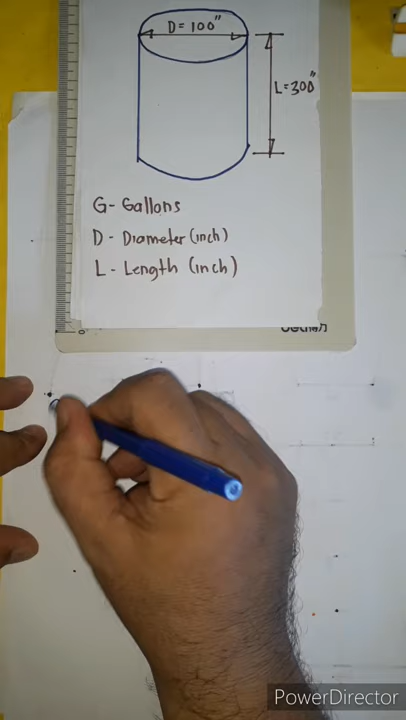 D = 100"
L = 300"
G - Gallons
D - Diameter (inch)
L - Length (inch)
PowerDirector